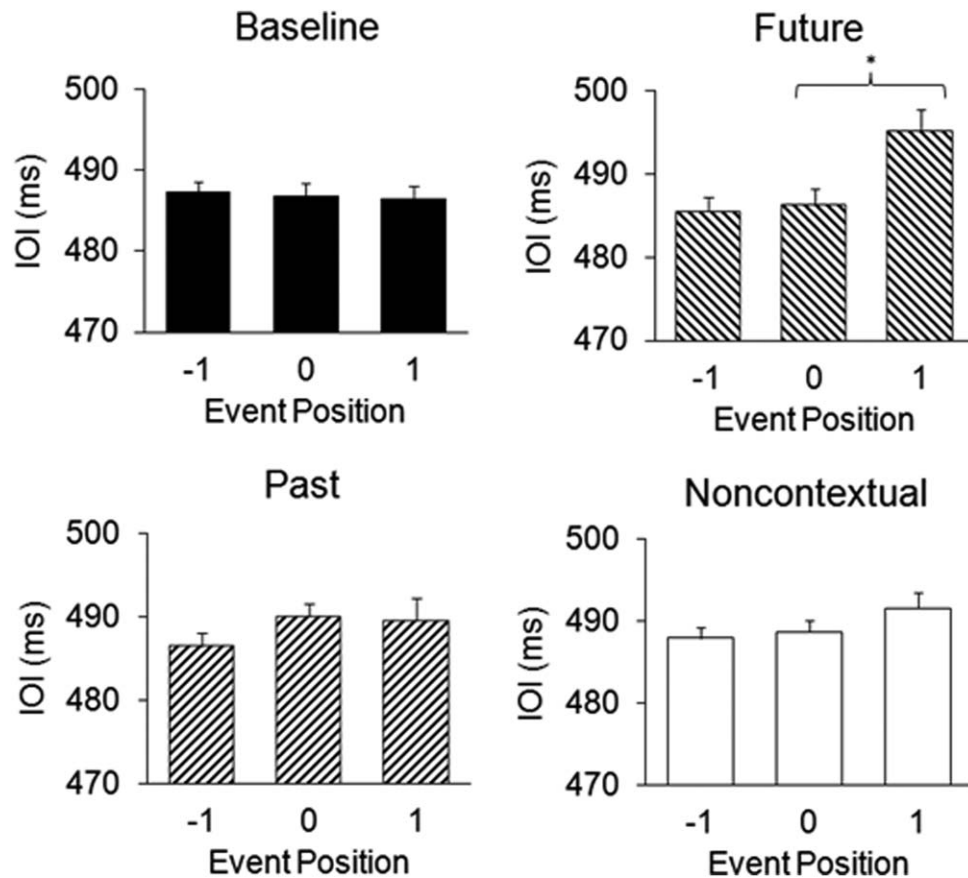 Baseline
500
490
480
470
IOI (ms)
-1 0 1
Event Position
Future
*
500
490
480
470
IOI (ms)
-1 0 1
Event Position
Past
500
490
480
470
IOI (ms)
-1 0 1
Event Position
Noncontextual
500
490
480
470
IOI (ms)
-1 0 1
Event Position